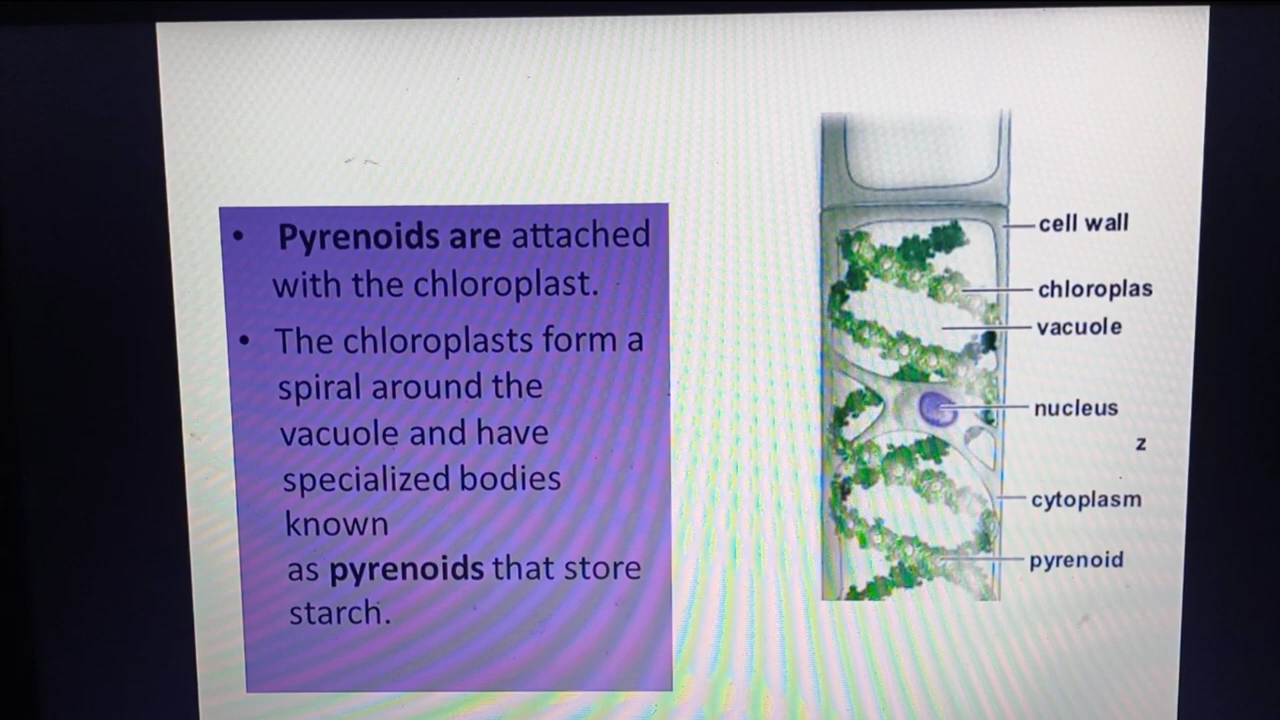 • Pyrenoids are attached
with the chloroplast.
• The chloroplasts form a
spiral around the
vacuole and have
specialized bodies
known
as pyrenoids that store
starch.
cell wall
chloroplas
vacuole
nucleus
z
cytoplasm
pyrenoid